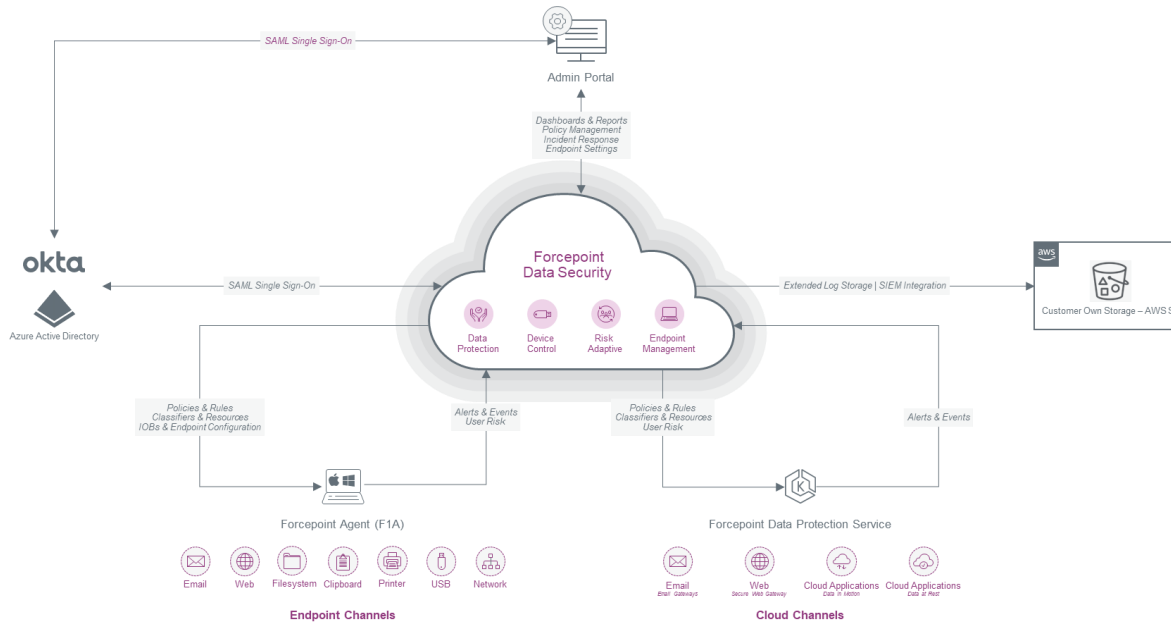 SAML Single Sign-On
Admin Portal
Dashboards & Reports
Policy Management
Incident Response
Endpoint Settings
okta
Azure Active Directory
SAML Single Sign-On
Forcepoint
Data Security
Data
Protection
Device
Control
Risk
Adaptive
Endpoint
Management
Extended Log Storage | SIEM Integration
aws
Customer Own Storage – AWS S
Policies & Rules
Classifiers & Resources
IOBs & Endpoint Configuration
Alerts & Events
User Risk
Policies & Rules
Classifiers & Resources
User Risk
Alerts & Events
Forcepoint Agent (F1A)
K
Forcepoint Data Protection Service
Email
Web
Filesystem
Clipboard
Printer
USB
Network
Endpoint Channels
Email
Email Gateways
Web
Secure Web Gateway
Cloud Applications
Data in Motion
Cloud Applications
Data at Rest
Cloud Channels